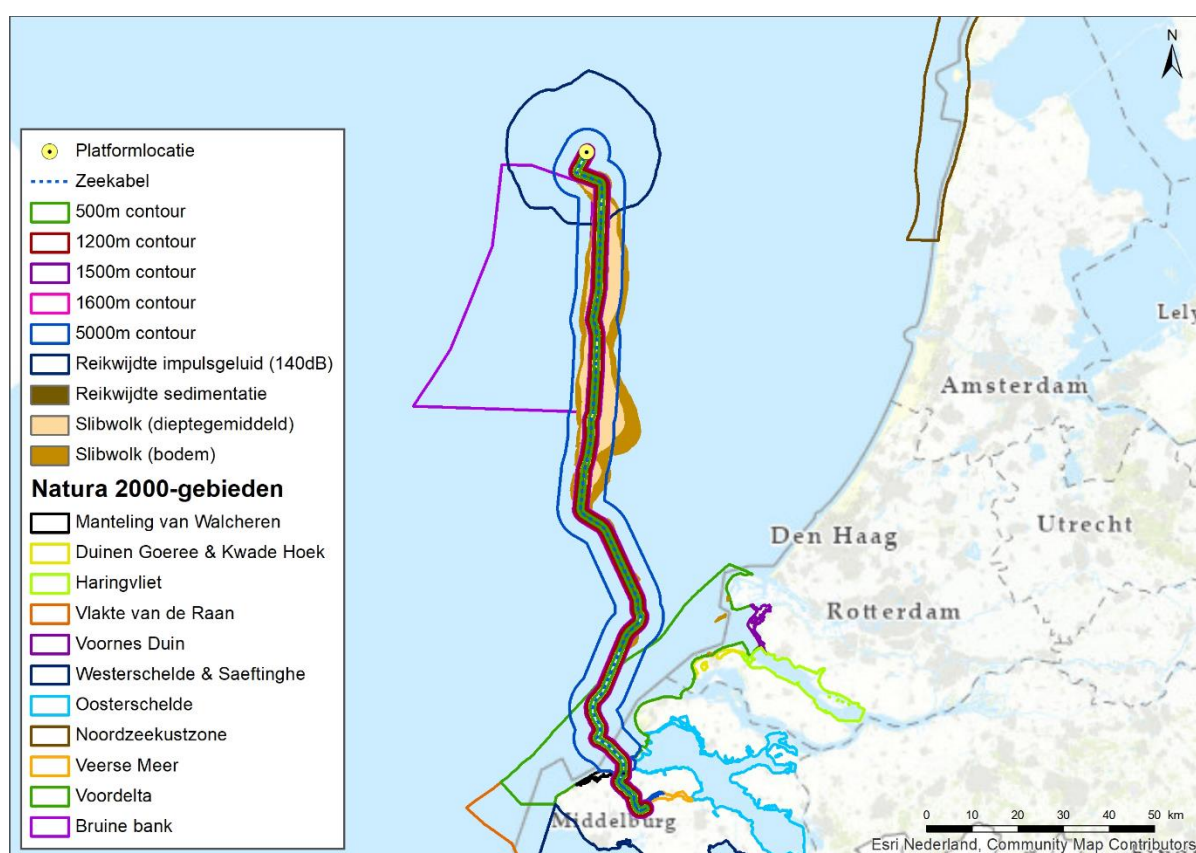 N
Platformlocatie
Zeekabel
500m contour
1200m contour
1500m contour
1600m contour
5000m contour
Reikwijdte impulsgeluid (140dB)
Reikwijdte sedimentatie
Slibwolk (dieptegemiddeld)
Slibwolk (bodem)
Natura 2000-gebieden
Manteling van Walcheren
Duinen Goeree & Kwade Hoek
Haringvliet
Vlakte van de Raan
Voornes Duin
Westerschelde & Saeftinghe
Oosterschelde
Noordzeekustzone
Veerse Meer
Voordelta
Bruine bank
Lely
Amsterdam
Utrecht
Den Haag
Rotterdam
Middelburg
0 10 20 30 40 50 km
Esri Nederland, Community Map Contributors